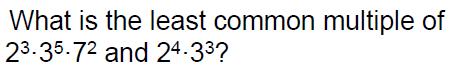 What is the least common multiple of
2³·3⁵·7² and 2⁴·3³?